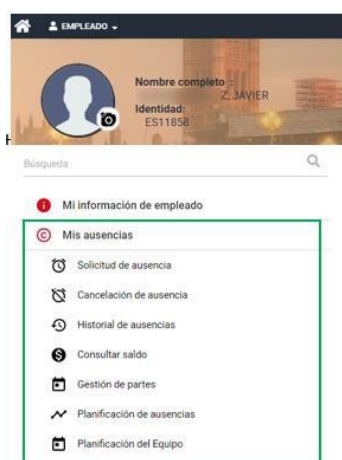 EMPLEADO
Nombre completo :
Z, JAVIER
Identidad:
ES11858
Búsqueda
Mi información de empleado
Mis ausencias
Solicitud de ausencia
Cancelación de ausencia
Historial de ausencias
Consultar saldo
Gestión de partes
Planificación de ausencias
Planificación del Equipo